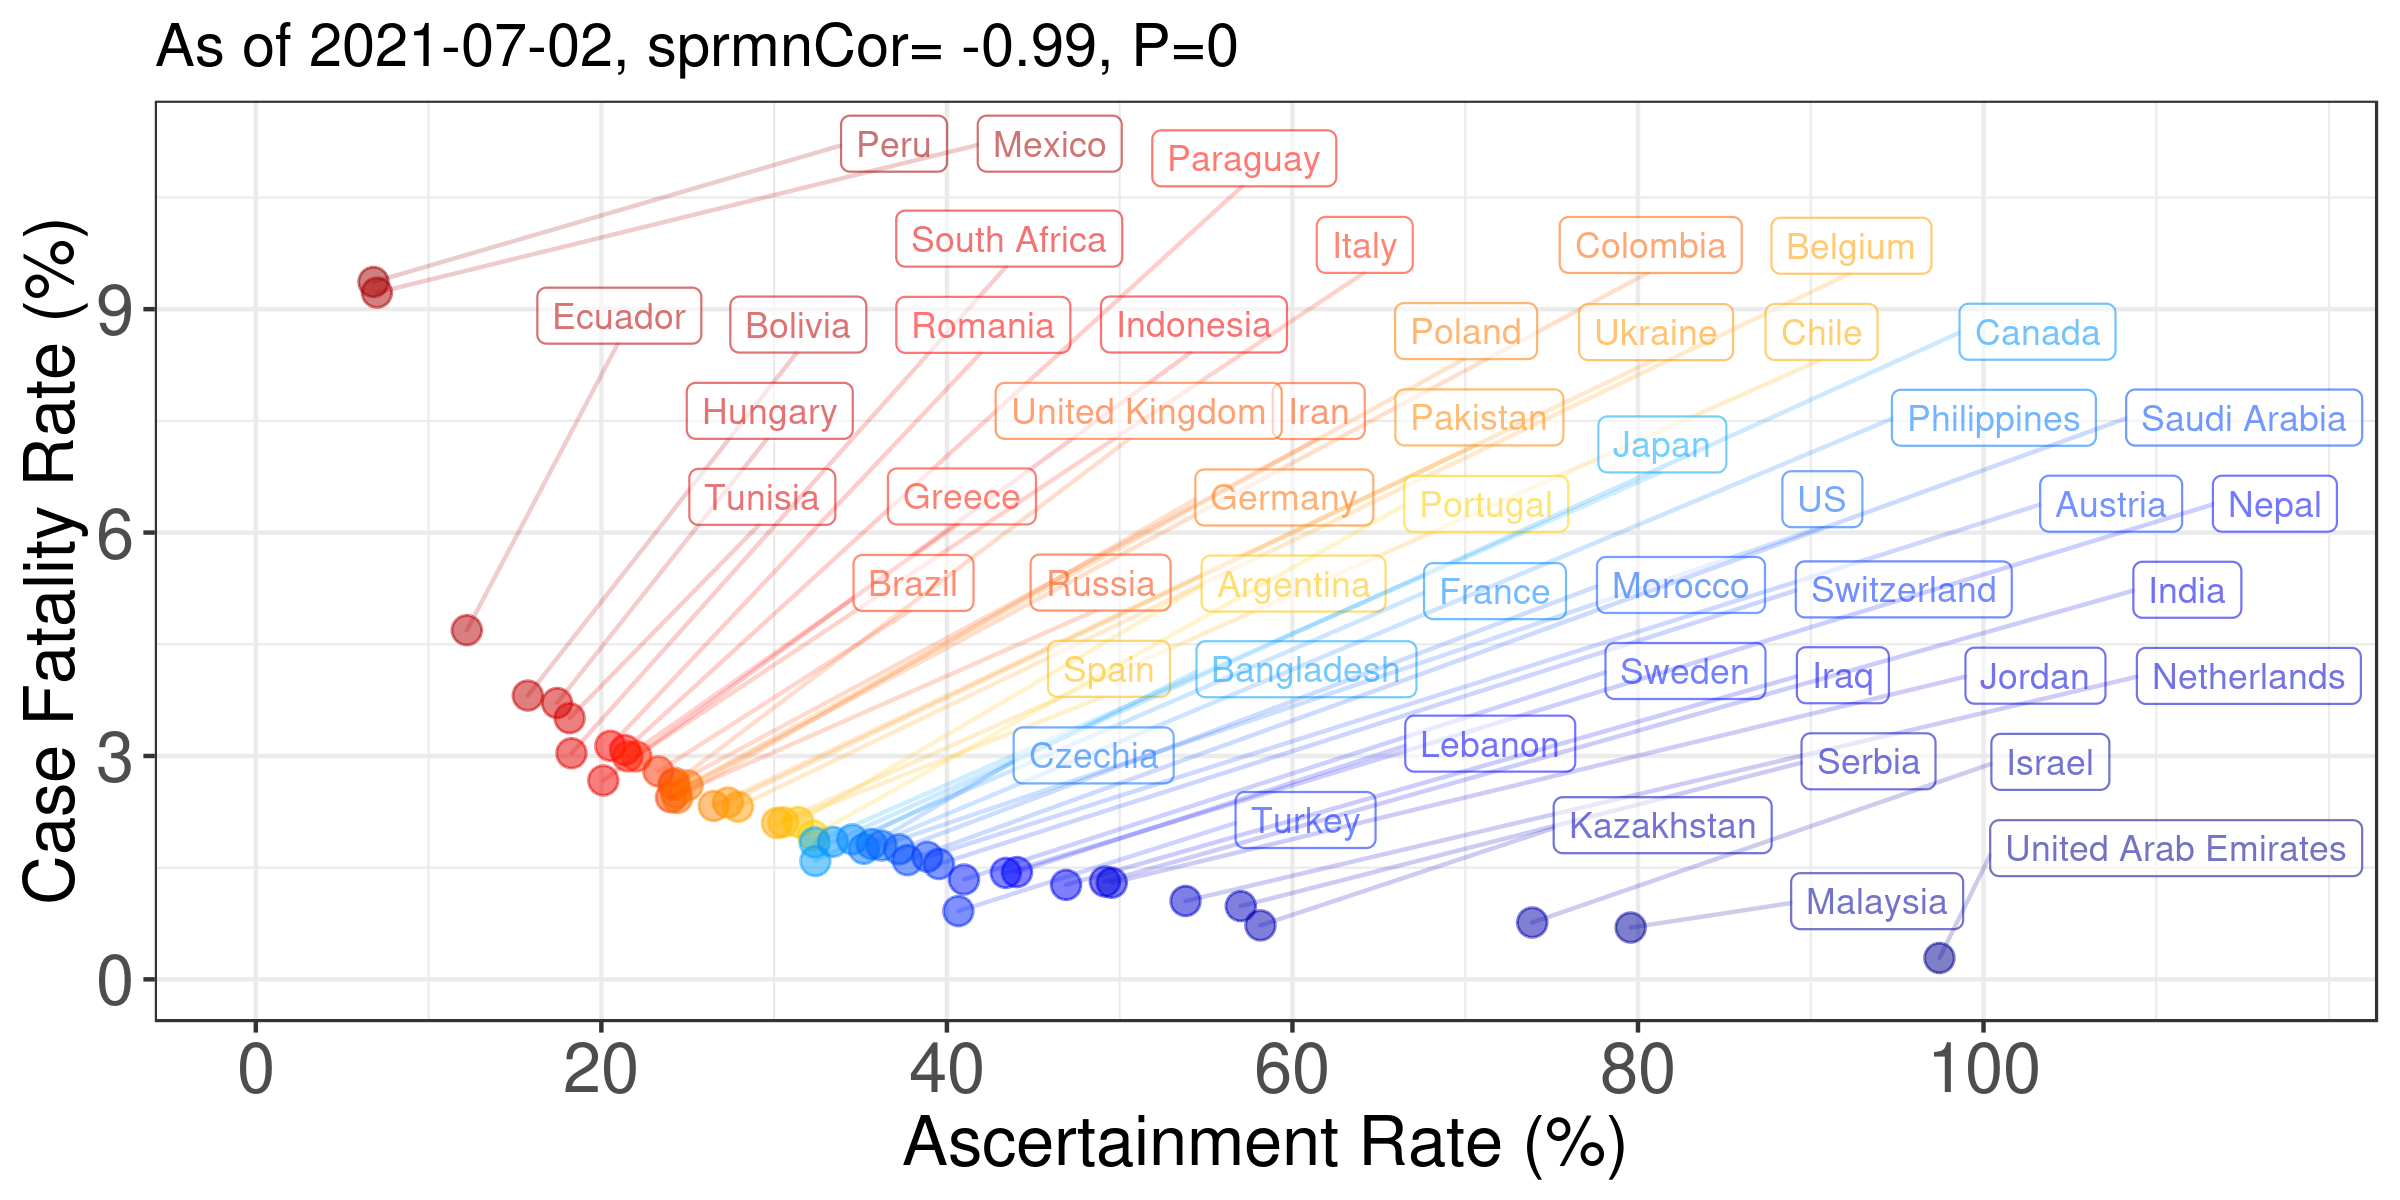 As of 2021-07-02, sprmnCor= -0.99, P=0
Peru Mexico Paraguay
South Africa Italy Colombia Belgium
Ecuador Bolivia Romania Indonesia Poland Ukraine Chile Canada
Hungary United Kingdom Iran Pakistan Japan Philippines Saudi Arabia
Tunisia Greece Germany Portugal US Austria Nepal
Brazil Russia Argentina France Morocco Switzerland India
Spain Bangladesh Sweden Iraq Jordan Netherlands
Czechia Lebanon Serbia Israel
Turkey Kazakhstan United Arab Emirates
Malaysia
Case Fatality Rate (%)
9
6
3
0
0 20 40 60 80 100
Ascertainment Rate (%)